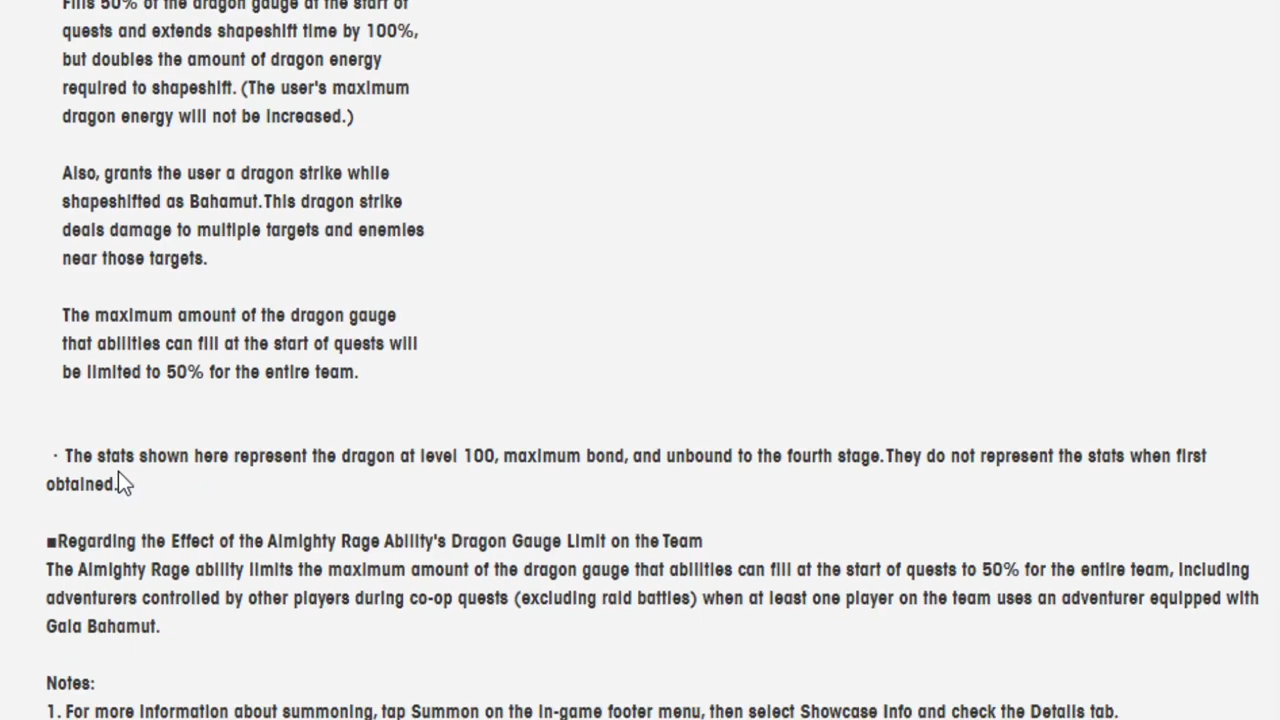 Fills 50% of the dragon gauge at the start of
quests and extends shapeshift time by 100%,
but doubles the amount of dragon energy
required to shapeshift. (The user's maximum
dragon energy will not be increased.)
Also, grants the user a dragon strike while
shapeshifted as Bahamut.This dragon strike
deals damage to multiple targets and enemies
near those targets.
The maximum amount of the dragon gauge
that abilities can fill at the start of quests will
be limited to 50% for the entire team.
· The stats shown here represent the dragon at level 100, maximum bond, and unbound to the fourth stage.They do not represent the stats when first
obtained.
■Regarding the Effect of the Almighty Rage Ability's Dragon Gauge Limit on the Team
The Almighty Rage ability limits the maximum amount of the dragon gauge that abilities can fill at the start of quests to 50% for the entire team, including
adventurers controlled by other players during co-op quests (excluding raid battles) when at least one player on the team uses an adventurer equipped with
Gala Bahamut.
Notes:
1. For more information about summoning, tap Summon on the in-game footer menu, then select Showcase Info and check the Details tab.